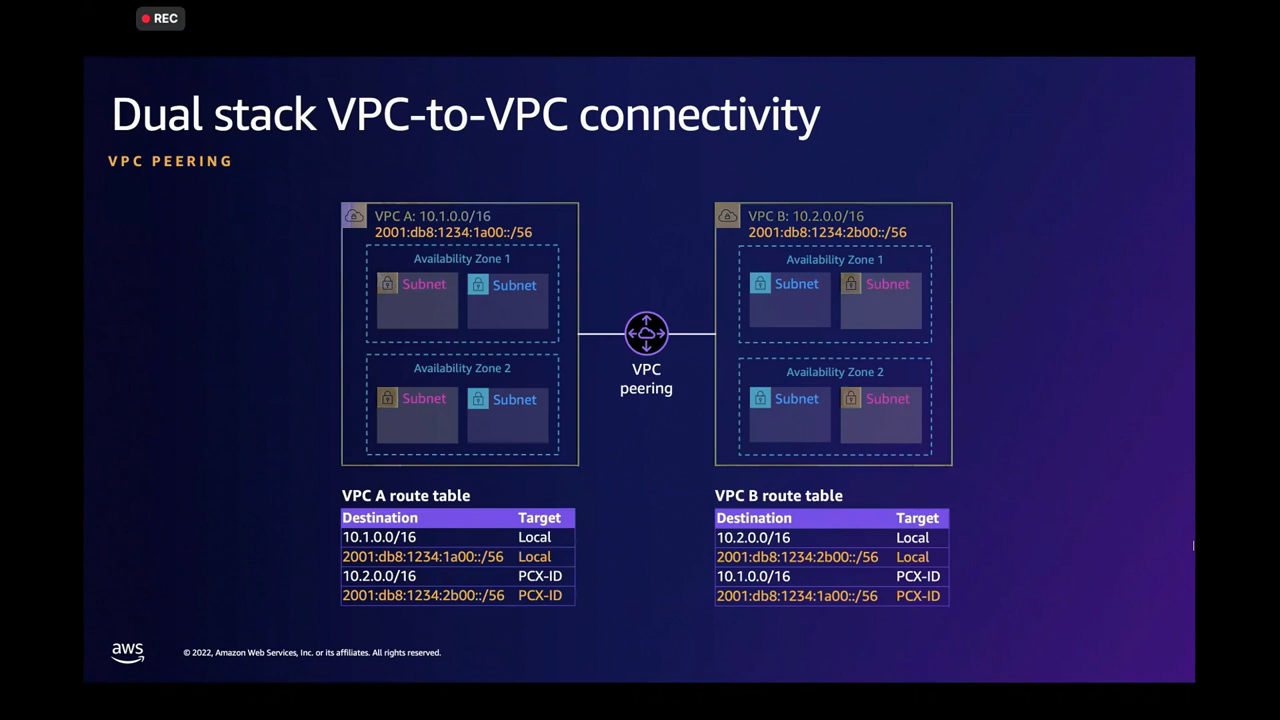 REC
Dual stack VPC-to-VPC connectivity
VPC PEERING
VPC A: 10.1.0.0/16
2001:db8:1234:1a00::/56
Availability Zone 1
Subnet
Subnet
Availability Zone 2
Subnet
Subnet
VPC
peering
VPC B: 10.2.0.0/16
2001:db8:1234:2b00::/56
Availability Zone 1
Subnet
Subnet
Availability Zone 2
Subnet
Subnet
VPC A route table
Destination Target
10.1.0.0/16 Local
2001:db8:1234:1a00::/56 Local
10.2.0.0/16 PCX-ID
2001:db8:1234:2b00::/56 PCX-ID
VPC B route table
Destination Target
10.2.0.0/16 Local
2001:db8:1234:2b00::/56 Local
10.1.0.0/16 PCX-ID
2001:db8:1234:1a00::/56 PCX-ID
aws
© 2022, Amazon Web Services, Inc. or its affiliates. All rights reserved.